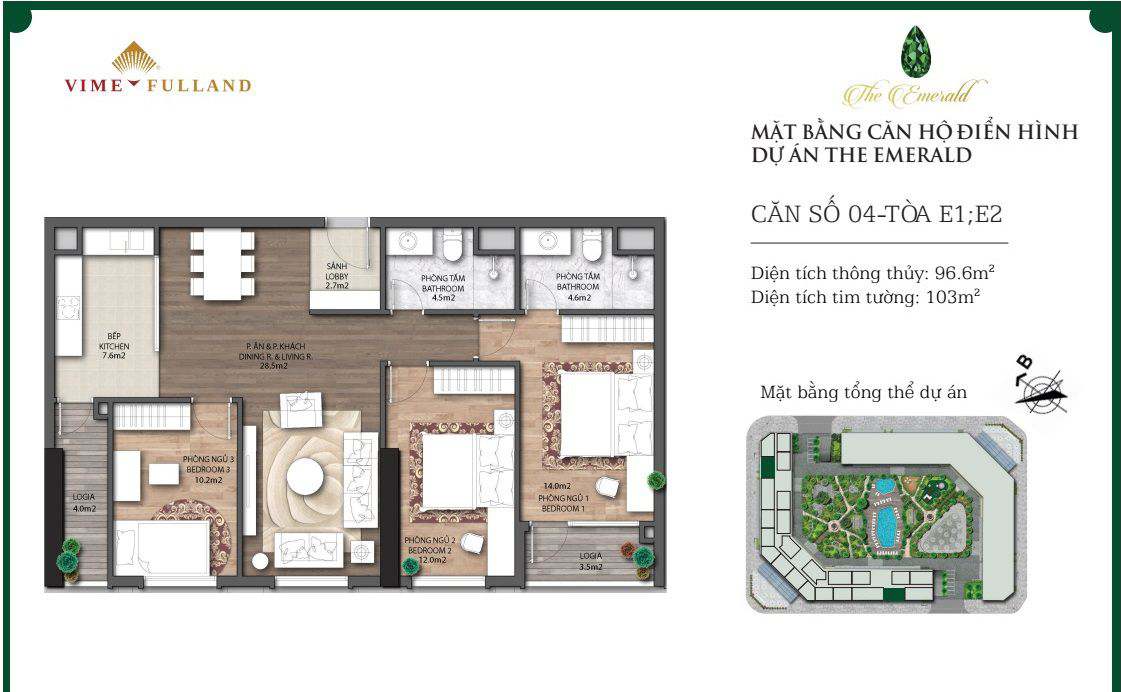 VIME FULLAND
The Emerald
MẶT BẰNG CĂN HỘ ĐIỂN HÌNH
DỰ ÁN THE EMERALD
CĂN SỐ 04-TÒA E1;E2
Diện tích thông thủy: 96.6m²
Diện tích tim tường: 103m²
Mặt bằng tổng thể dự án
B
SẢNH
LOBBY
2.7m2
PHÒNG TẮM
BATHROOM
4.5m2
PHÒNG TẮM
BATHROOM
4.6m2
BẾP
KITCHEN
7.6m2
P. ĂN & P. KHÁCH
DINING R. & LIVING R.
28.5m2
PHÒNG NGỦ 3
BEDROOM 3
10.2m2
LOGIA
4.0m2
14.0m2
PHÒNG NGỦ 1
BEDROOM 1
PHÒNG NGỦ 2
BEDROOM 2
12.0m2
LOGIA
3.5m2